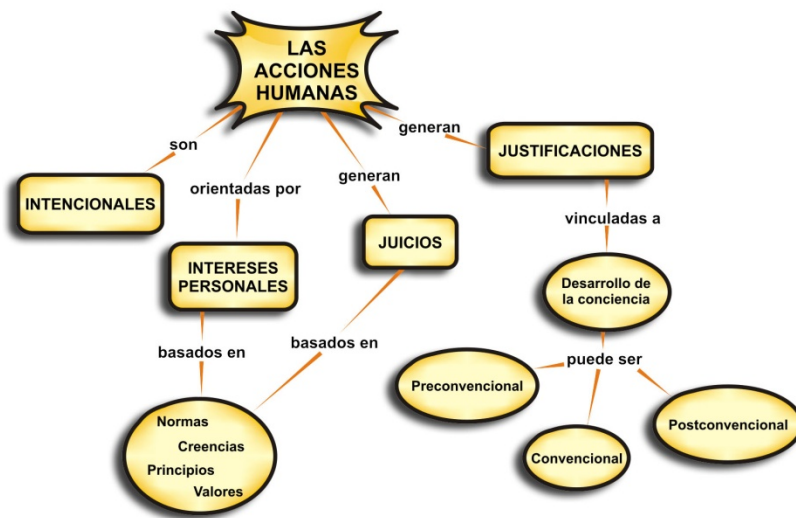 LAS
ACCIONES
HUMANAS
son
INTENCIONALES
orientadas por
INTERESES
PERSONALES
basados en
generan
JUICIOS
basados en
Normas
Creencias
Principios
Valores
generan
JUSTIFICACIONES
vinculadas a
Desarrollo de
la conciencia
puede ser
Preconvencional
Convencional
Postconvencional